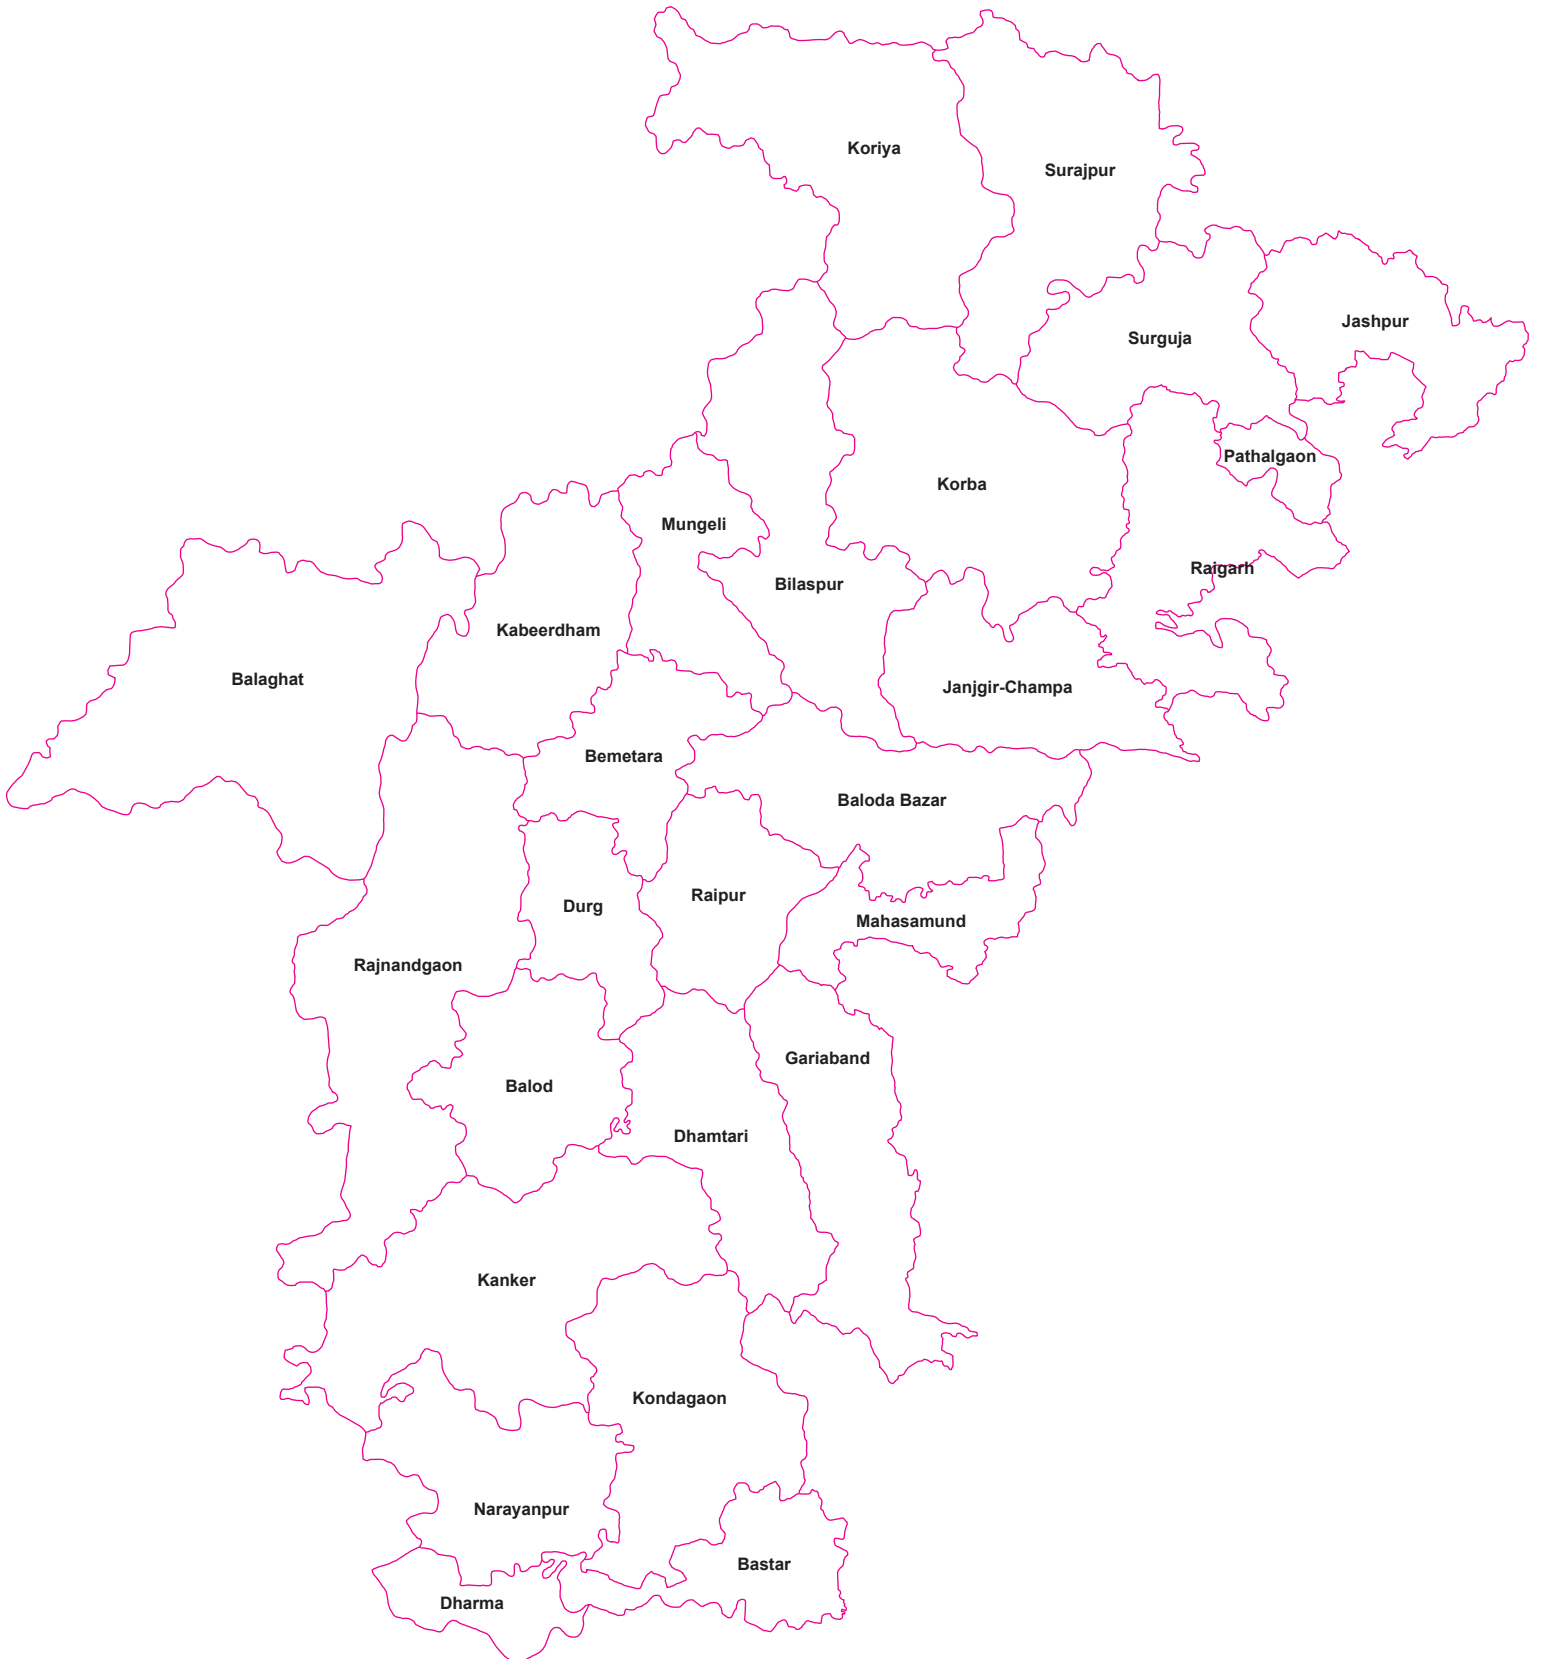 Koriya
Surajpur
Jashpur
Surguja
Pathalgaon
Korba
Mungeli
Raigarh
Bilaspur
Kabeerdham
Balaghat
Janjgir-Champa
Bemetara
Baloda Bazar
Raipur
Durg
Mahasamund
Rajnandgaon
Gariaband
Balod
Dhamtari
Kanker
Kondagaon
Narayanpur
Bastar
Dharma